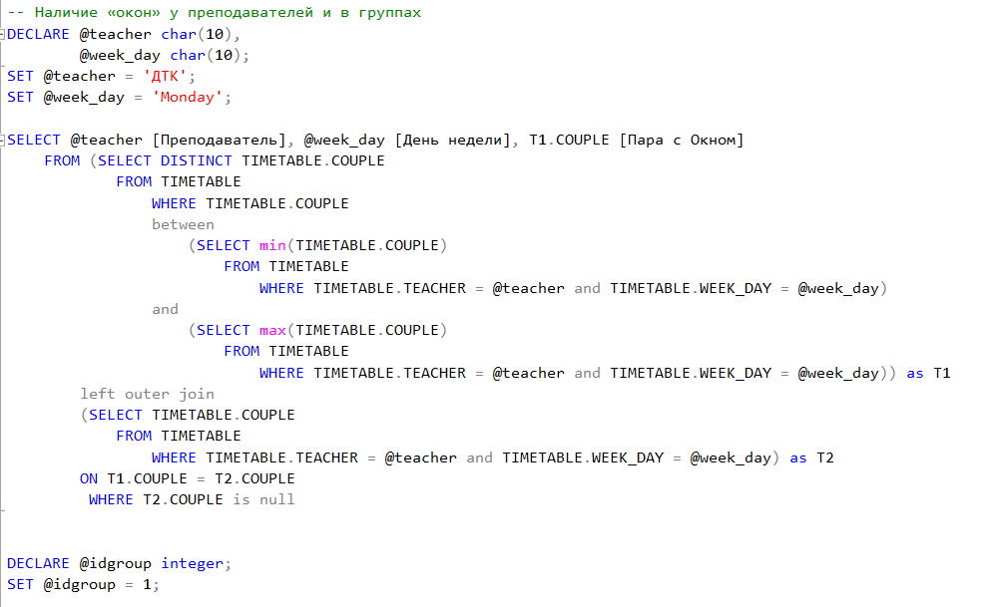 -- Наличие «окон» у преподавателей и в группах
DECLARE @teacher char(10),
@week_day char(10);
SET @teacher = 'ДТК';
SET @week_day = 'Monday';
SELECT @teacher [Преподаватель], @week_day [День недели], T1.COUPLE [Пара с Окном]
FROM (SELECT DISTINCT TIMETABLE.COUPLE
FROM TIMETABLE
WHERE TIMETABLE.COUPLE
between
(SELECT min(TIMETABLE.COUPLE)
FROM TIMETABLE
WHERE TIMETABLE.TEACHER = @teacher and TIMETABLE.WEEK_DAY = @week_day)
and
(SELECT max(TIMETABLE.COUPLE)
FROM TIMETABLE
WHERE TIMETABLE.TEACHER = @teacher and TIMETABLE.WEEK_DAY = @week_day)) as T1
left outer join
(SELECT TIMETABLE.COUPLE
FROM TIMETABLE
WHERE TIMETABLE.TEACHER = @teacher and TIMETABLE.WEEK_DAY = @week_day) as T2
ON T1.COUPLE = T2.COUPLE
WHERE T2.COUPLE is null
DECLARE @idgroup integer;
SET @idgroup = 1;